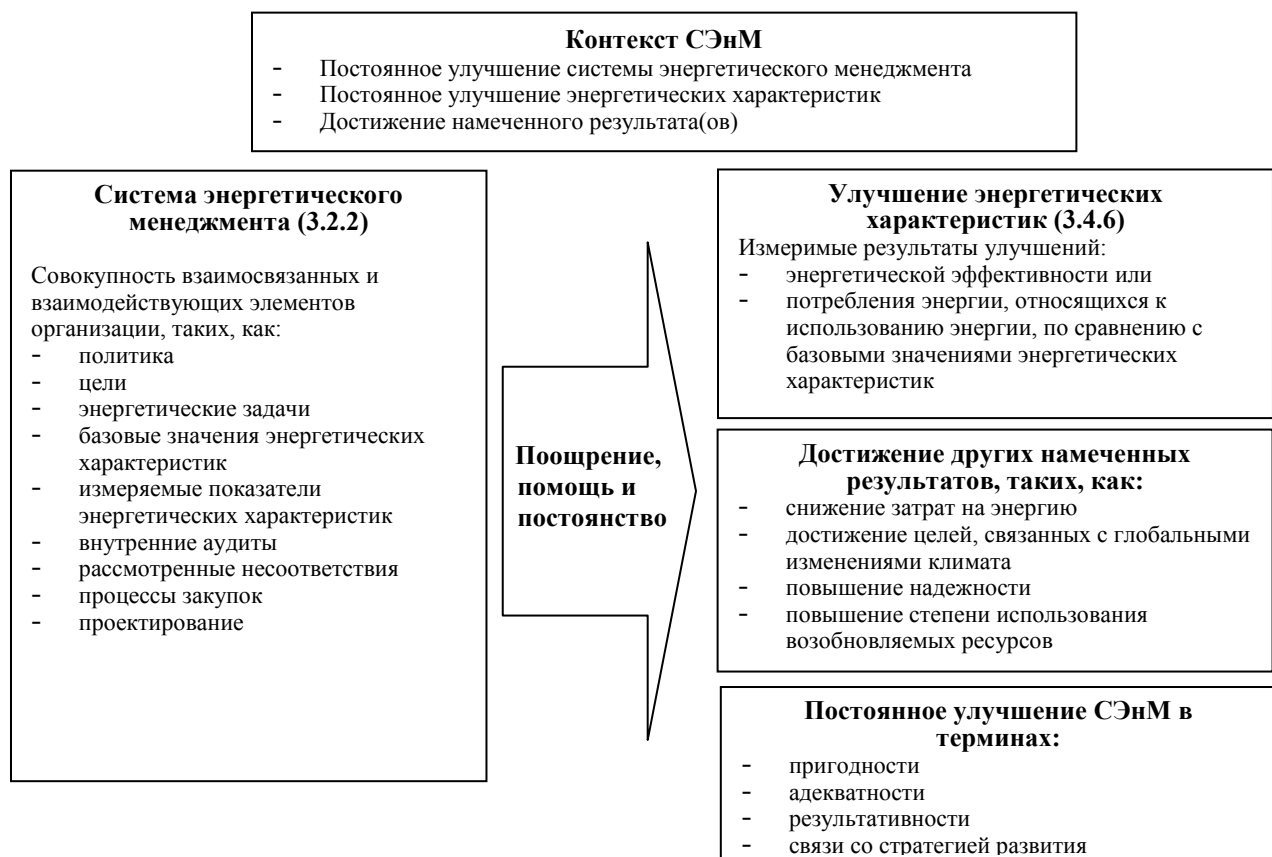 Контекст СЭнМ
- Постоянное улучшение системы энергетического менеджмента
- Постоянное улучшение энергетических характеристик
- Достижение намеченного результата(ов)
Система энергетического
менеджмента (3.2.2)
Совокупность взаимосвязанных и
взаимодействующих элементов
организации, таких, как:
- политика
- цели
- энергетические задачи
- базовые значения энергетических
характеристик
- измеряемые показатели
энергетических характеристик
- внутренние аудиты
- рассмотренные несоответствия
- процессы закупок
- проектирование
Поощрение,
помощь и
постоянство
Улучшение энергетических
характеристик (3.4.6)
Измеримые результаты улучшений:
- энергетической эффективности или
- потребления энергии, относящихся к
использованию энергии, по сравнению с
базовыми значениями энергетических
характеристик
Достижение других намеченных
результатов, таких, как:
- снижение затрат на энергию
- достижение целей, связанных с глобальными
изменениями климата
- повышение надежности
- повышение степени использования
возобновляемых ресурсов
Постоянное улучшение СЭнМ в
терминах:
- пригодности
- адекватности
- результативности
- связи со стратегией развития